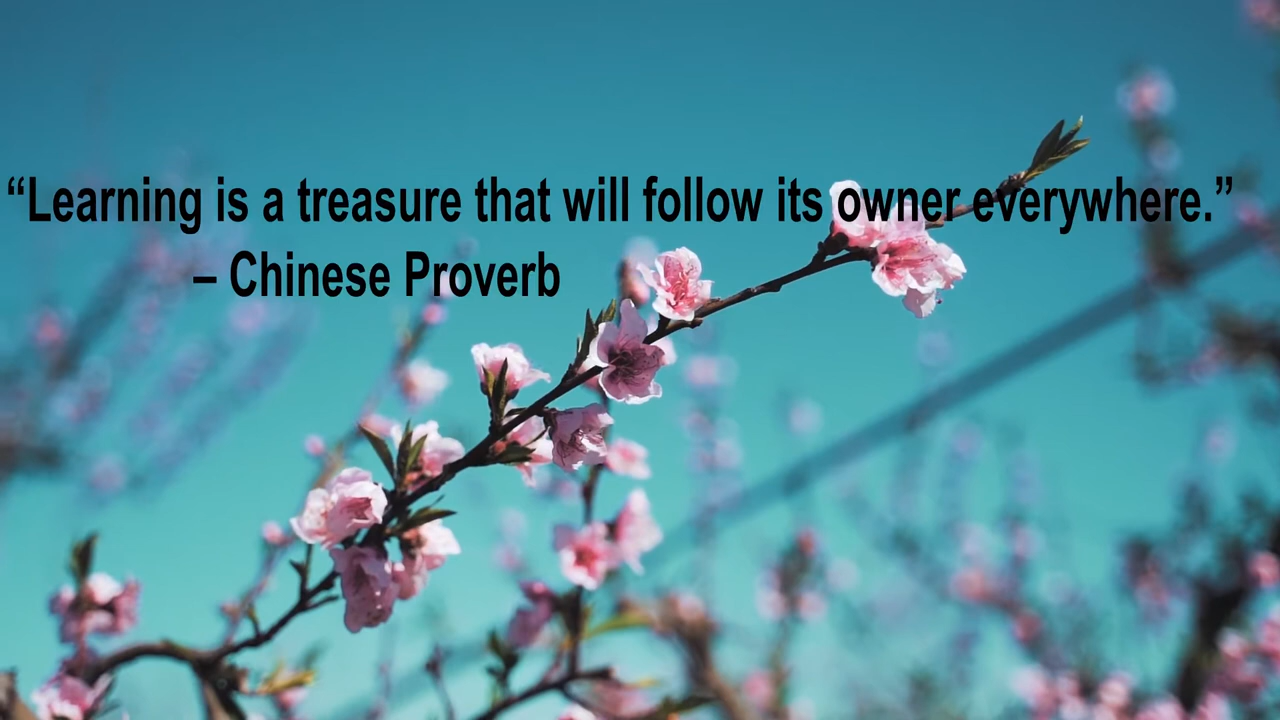 “Learning is a treasure that will follow its owner everywhere.”
– Chinese Proverb